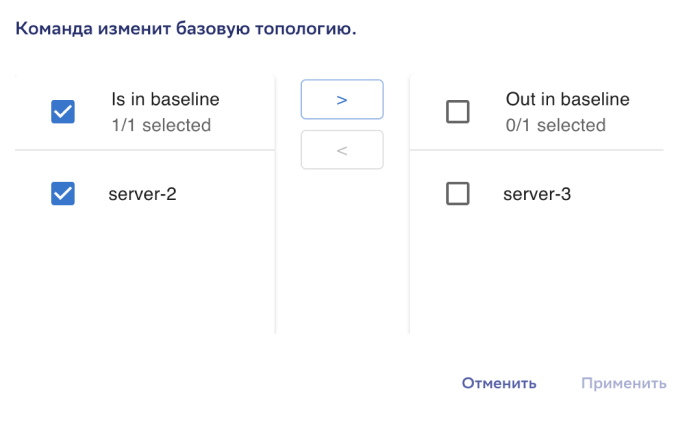 Команда изменит базовую топологию.
Is in baseline
1/1 selected
>
Out in baseline
0/1 selected
<
server-2
server-3
Отменить
Применить